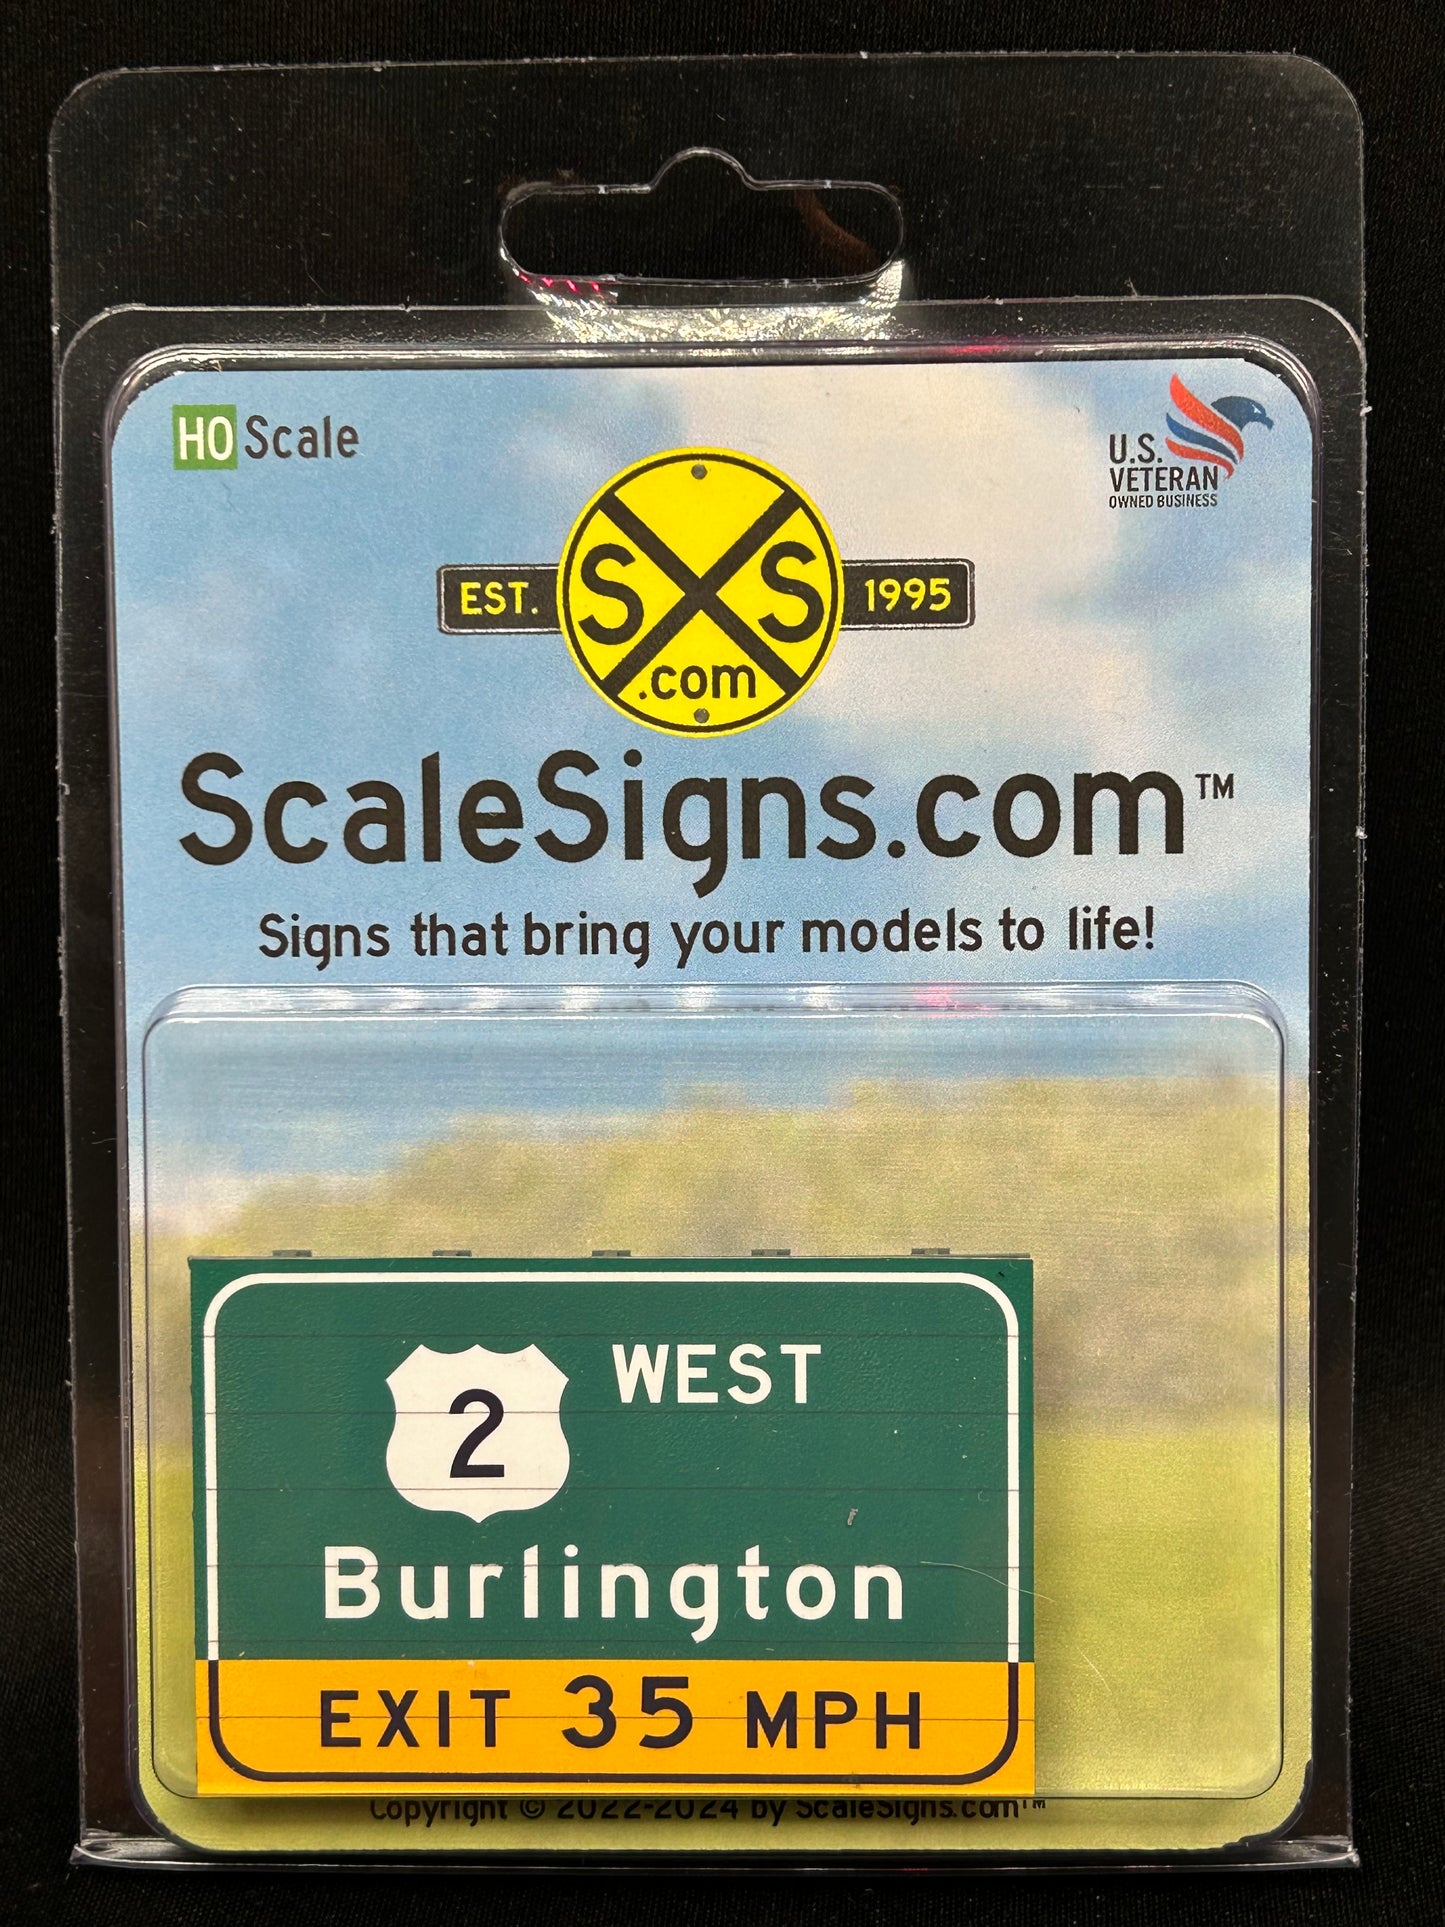 HO Scale
U.S.
VETERAN
OWNED BUSINESS
EST. SXS 1995
.com
ScaleSigns.com™
Signs that bring your models to life!
2 WEST
Burlington
EXIT 35 MPH
Copyright © 2022-2024 by ScaleSigns.com™